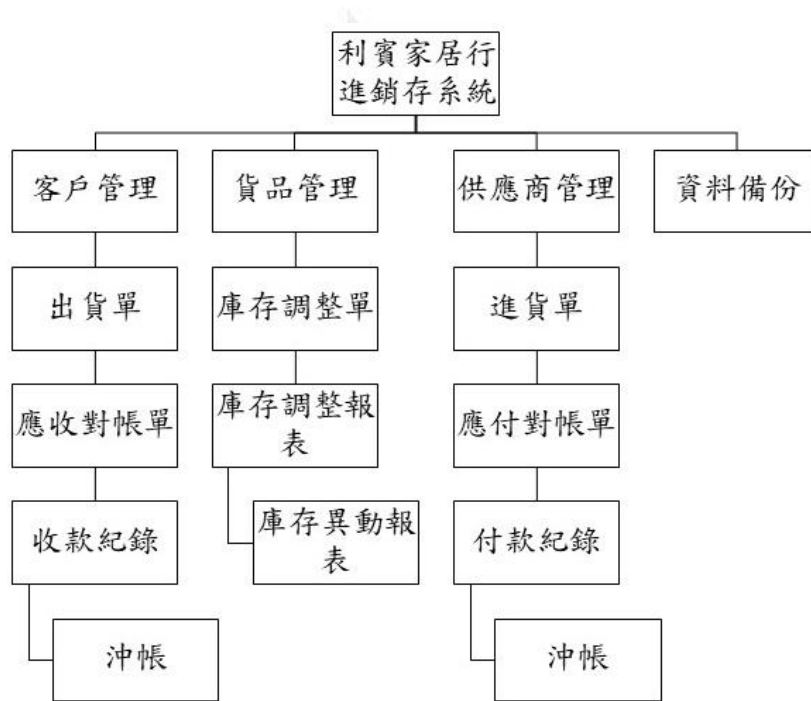 利賓家居行
進銷存系統
客戶管理
貨品管理
供應商管理
資料備份
出貨單
庫存調整單
進貨單
應收對帳單
庫存調整報
表
應付對帳單
收款紀錄
庫存異動報
表
付款紀錄
沖帳
沖帳